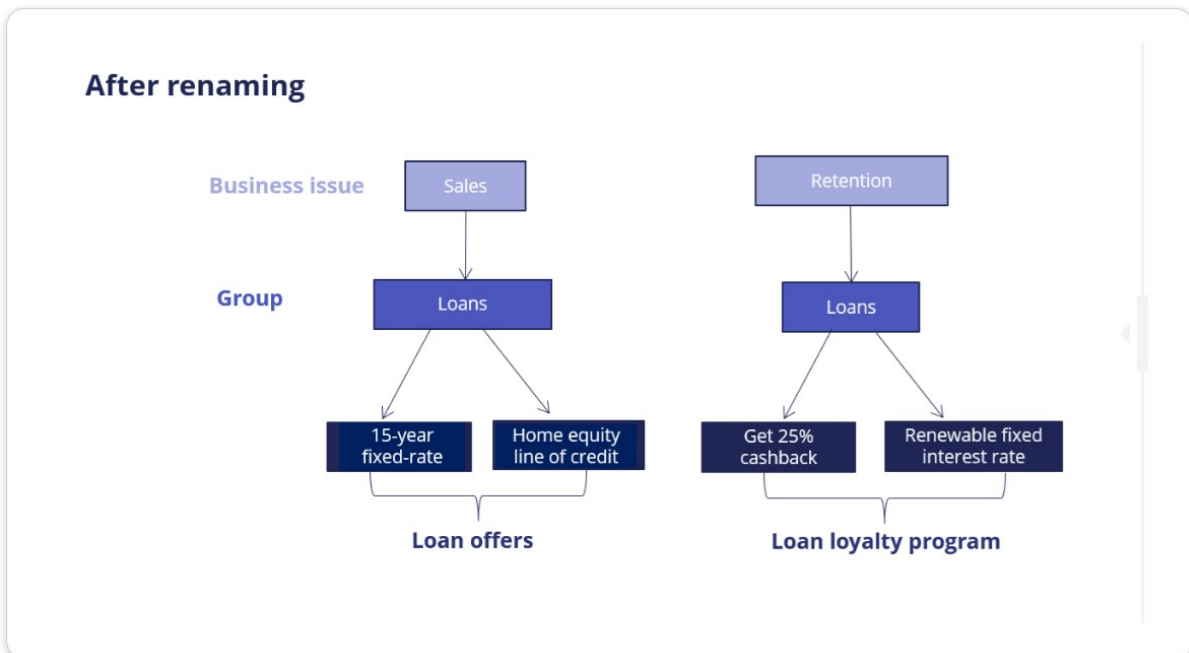 After renaming
Business issue
Sales
Retention
Group
Loans
Loans
15-year
fixed-rate
Home equity
line of credit
Get 25%
cashback
Renewable fixed
interest rate
Loan offers
Loan loyalty program